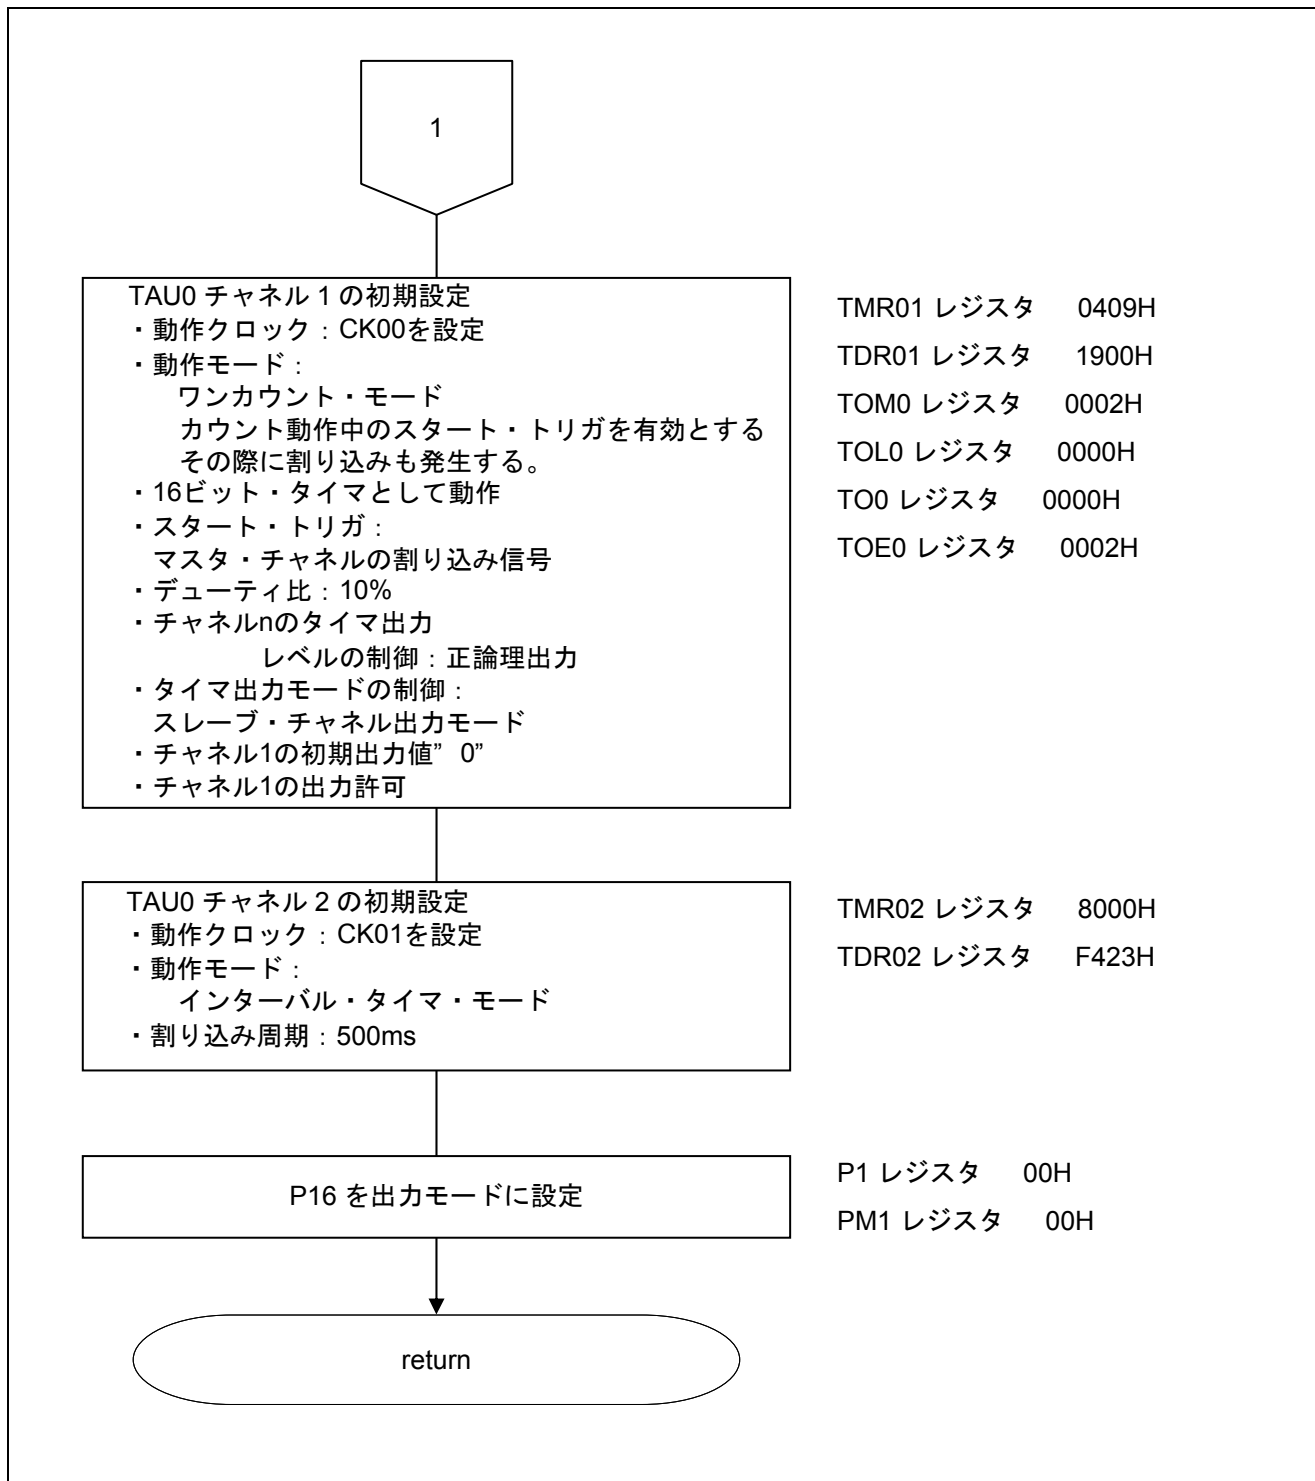 1
TAU0 チャネル 1 の初期設定
・動作クロック：CK00を設定
・動作モード：
ワンカウント・モード
カウント動作中のスタート・トリガを有効とする
その際に割り込みも発生する。
・16ビット・タイマとして動作
・スタート・トリガ：
マスタ・チャネルの割り込み信号
・デューティ比：10%
・チャネルnのタイマ出力
レベルの制御：正論理出力
・タイマ出力モードの制御：
スレーブ・チャネル出力モード
・チャネル1の初期出力値” 0”
・チャネル1の出力許可
TMR01 レジスタ 0409H
TDR01 レジスタ 1900H
TOM0 レジスタ 0002H
TOL0 レジスタ 0000H
TO0 レジスタ 0000H
TOE0 レジスタ 0002H
TAU0 チャネル 2 の初期設定
・動作クロック：CK01を設定
・動作モード：
インターバル・タイマ・モード
・割り込み周期：500ms
TMR02 レジスタ 8000H
TDR02 レジスタ F423H
P16 を出力モードに設定
P1 レジスタ 00H
PM1 レジスタ 00H
return